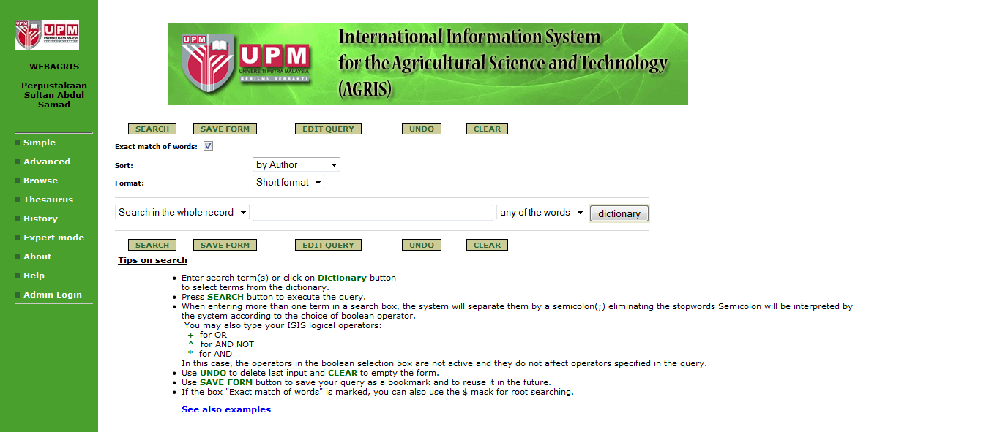 UPM
UNIVERSITI PUTRA MALAYSIA
WEBAGRIS
Perpustakaan
Sultan Abdul
Samad
Simple
Advanced
Browse
Thesaurus
History
Expert mode
About
Help
Admin Login
UPM
UPM
UNIVERSITI PUTRA MALAYSIA
BERILMU BERBAKTI
International Information System
for the Agricultural Science and Technology
(AGRIS)
SEARCH SAVE FORM EDIT QUERY UNDO CLEAR
Exact match of words:
Sort: by Author
Format: Short format
Search in the whole record any of the words dictionary
SEARCH SAVE FORM EDIT QUERY UNDO CLEAR
Tips on search
• Enter search term(s) or click on Dictionary button
to select terms from the dictionary.
• Press SEARCH button to execute the query.
• When entering more than one term in a search box, the system will separate them by a semicolon(;) eliminating the stopwords Semicolon will be interpreted by
the system according to the choice of boolean operator.
You may also type your ISIS logical operators:
+ for OR
^ for AND NOT
* for AND
In this case, the operators in the boolean selection box are not active and they do not affect operators specified in the query.
• Use UNDO to delete last input and CLEAR to empty the form.
• Use SAVE FORM button to save your query as a bookmark and to reuse it in the future.
• If the box "Exact match of words" is marked, you can also use the $ mask for root searching.
See also examples